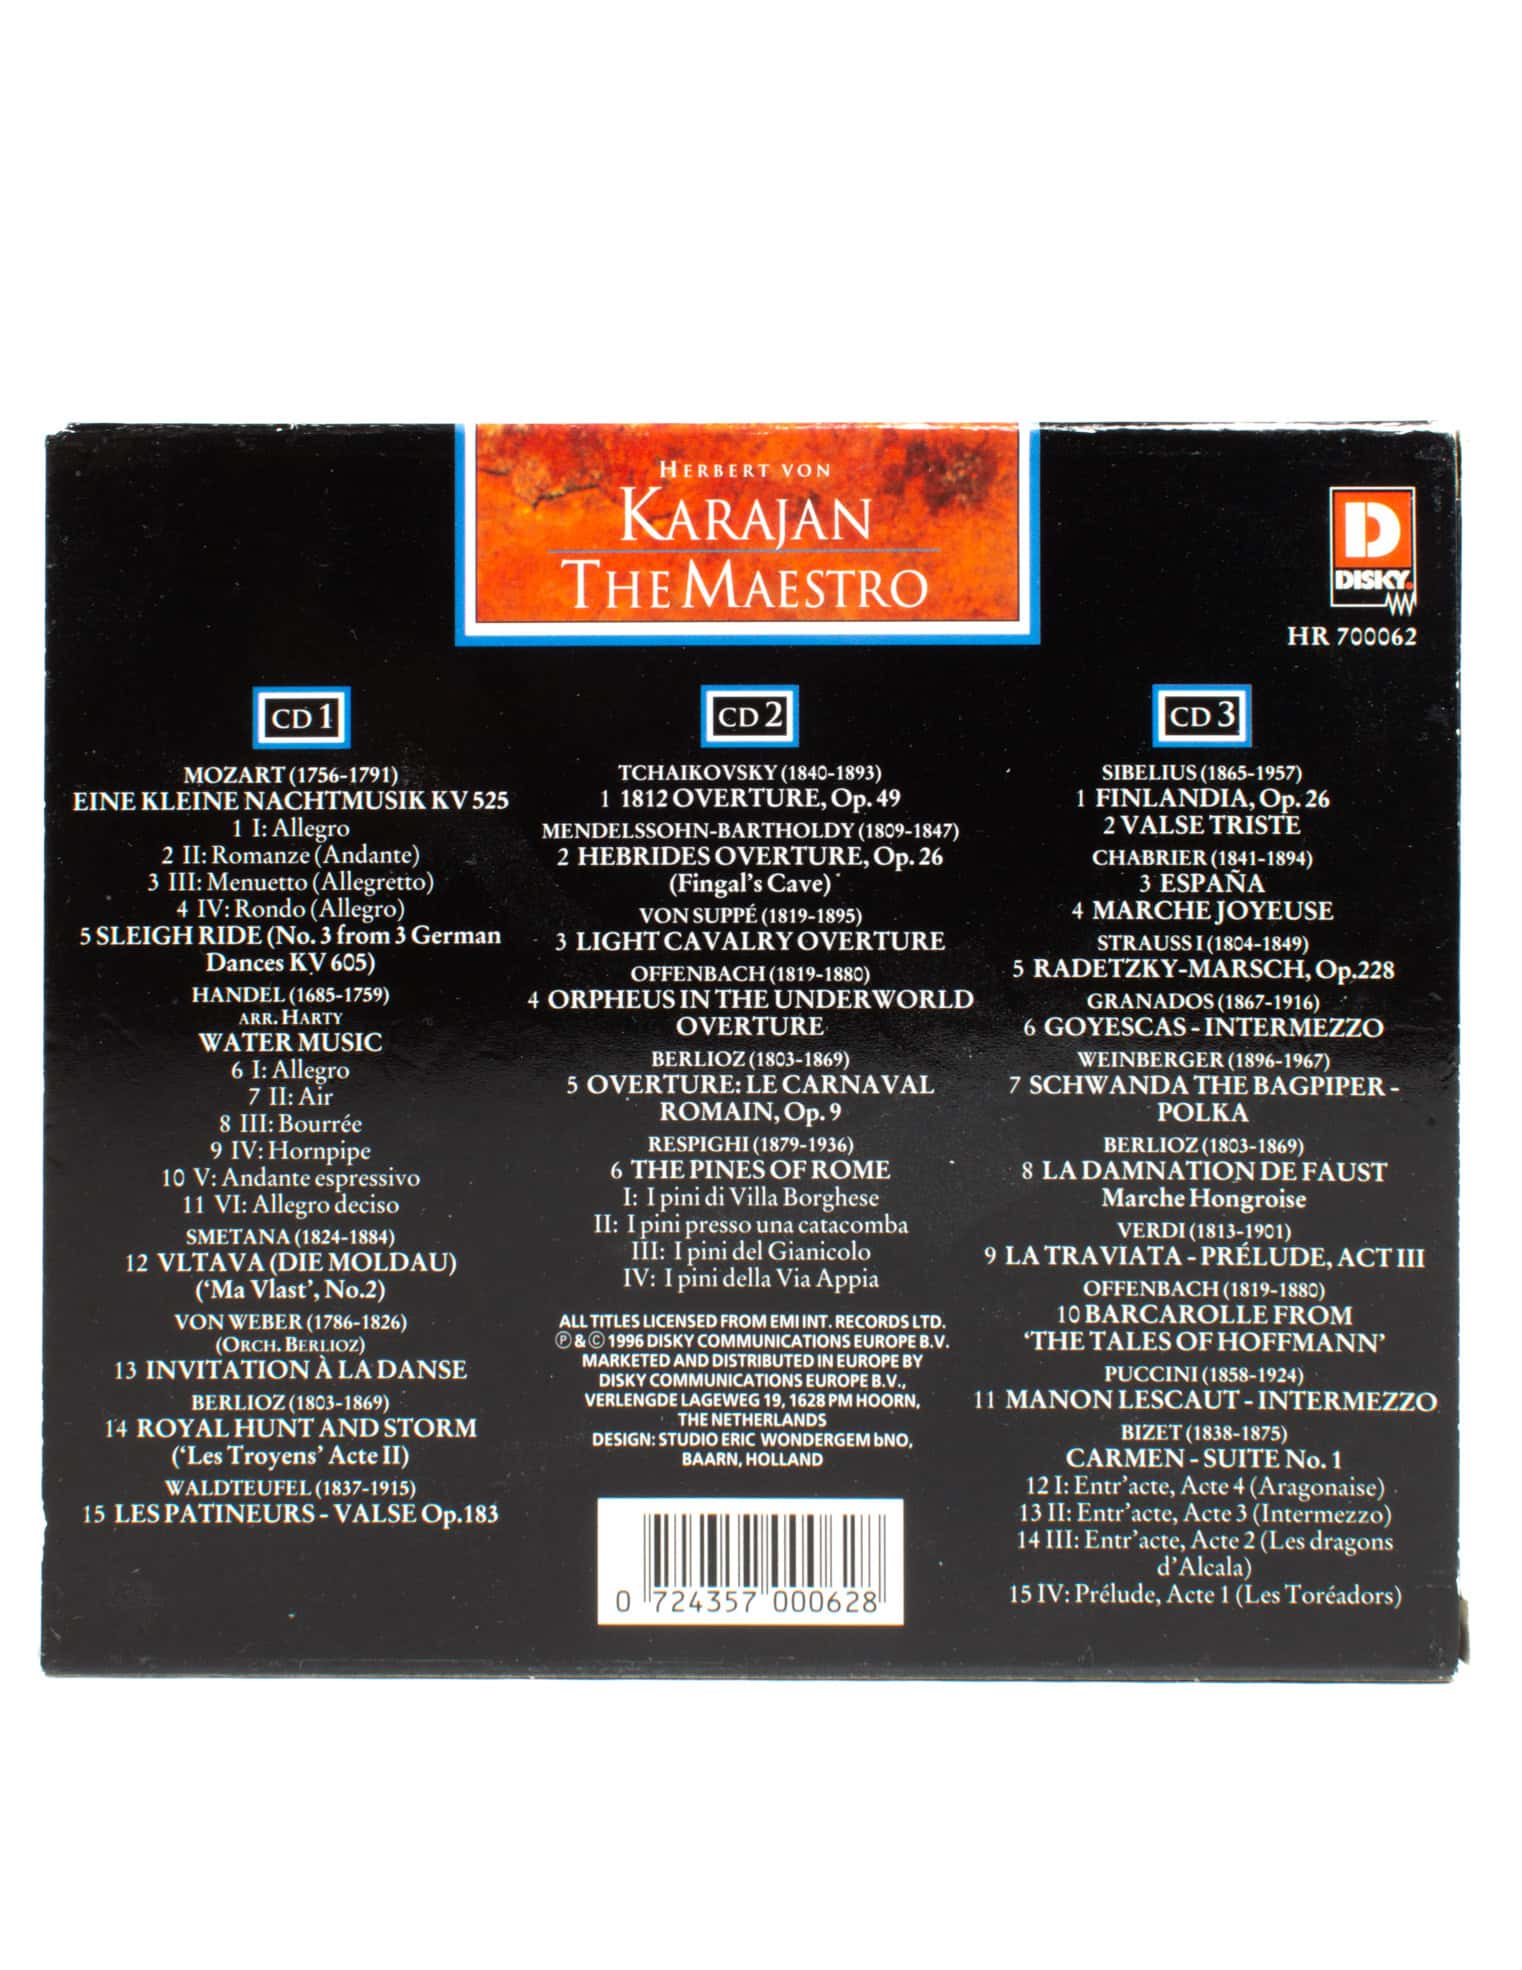 HERBERT VON
KARAJAN
THE MAESTRO
D
DISKY.
HR 700062
CD 1
MOZART (1756-1791)
EINE KLEINE NACHTMUSIK KV 525
1 I: Allegro
2 II: Romanze (Andante)
3 III: Menuetto (Allegretto)
4 IV: Rondo (Allegro)
5 SLEIGH RIDE (No. 3 from 3 German
Dances KV 605)
HANDEL (1685-1759)
ARR. HARTY
WATER MUSIC
6 I: Allegro
7 II: Air
8 III: Bourrée
9 IV: Hornpipe
10 V: Andante espressivo
11 VI: Allegro deciso
SMETANA (1824-1884)
12 VLTAVA (DIE MOLDAU)
('Ma Vlast', No.2)
VON WEBER (1786-1826)
(ORCH. BERLIOZ)
13 INVITATION À LA DANSE
BERLIOZ (1803-1869)
14 ROYAL HUNT AND STORM
('Les Troyens' Acte II)
WALDTEUFEL (1837-1915)
15 LES PATINEURS - VALSE Op.183
CD 2
TCHAIKOVSKY (1840-1893)
1 1812 OVERTURE, Op. 49
MENDELSSOHN-BARTHOLDY (1809-1847)
2 HEBRIDES OVERTURE, Op. 26
(Fingal's Cave)
VON SUPPÉ (1819-1895)
3 LIGHT CAVALRY OVERTURE
OFFENBACH (1819-1880)
4 ORPHEUS IN THE UNDERWORLD
OVERTURE
BERLIOZ (1803-1869)
5 OVERTURE: LE CARNAVAL
ROMAIN, Op. 9
RESPIGHI (1879-1936)
6 THE PINES OF ROME
I: I pini di Villa Borghese
II: I pini presso una catacomba
III: I pini del Gianicolo
IV: I pini della Via Appia
ALL TITLES LICENSED FROM EMI INT. RECORDS LTD.
Ⓟ & © 1996 DISKY COMMUNICATIONS EUROPE B.V.
MARKETED AND DISTRIBUTED IN EUROPE BY
DISKY COMMUNICATIONS EUROPE B.V.,
VERLENGDE LAGEWEG 19, 1628 PM HOORN,
THE NETHERLANDS
DESIGN: STUDIO ERIC WONDERGEM bNO,
BAARN, HOLLAND
0 724357 000628
CD 3
SIBELIUS (1865-1957)
1 FINLANDIA, Op. 26
2 VALSE TRISTE
CHABRIER (1841-1894)
3 ESPAÑA
4 MARCHE JOYEUSE
STRAUSS I (1804-1849)
5 RADETZKY-MARSCH, Op.228
GRANADOS (1867-1916)
6 GOYESCAS - INTERMEZZO
WEINBERGER (1896-1967)
7 SCHWANDA THE BAGPIPER -
POLKA
BERLIOZ (1803-1869)
8 LA DAMNATION DE FAUST
Marche Hongroise
VERDI (1813-1901)
9 LA TRAVIATA - PRÉLUDE, ACT III
OFFENBACH (1819-1880)
10 BARCAROLLE FROM
'THE TALES OF HOFFMANN'
PUCCINI (1858-1924)
11 MANON LESCAUT - INTERMEZZO
BIZET (1838-1875)
CARMEN - SUITE No. 1
12 I: Entr'acte, Acte 4 (Aragonaise)
13 II: Entr'acte, Acte 3 (Intermezzo)
14 III: Entr'acte, Acte 2 (Les dragons
d'Alcala)
15 IV: Prélude, Acte 1 (Les Toréadors)